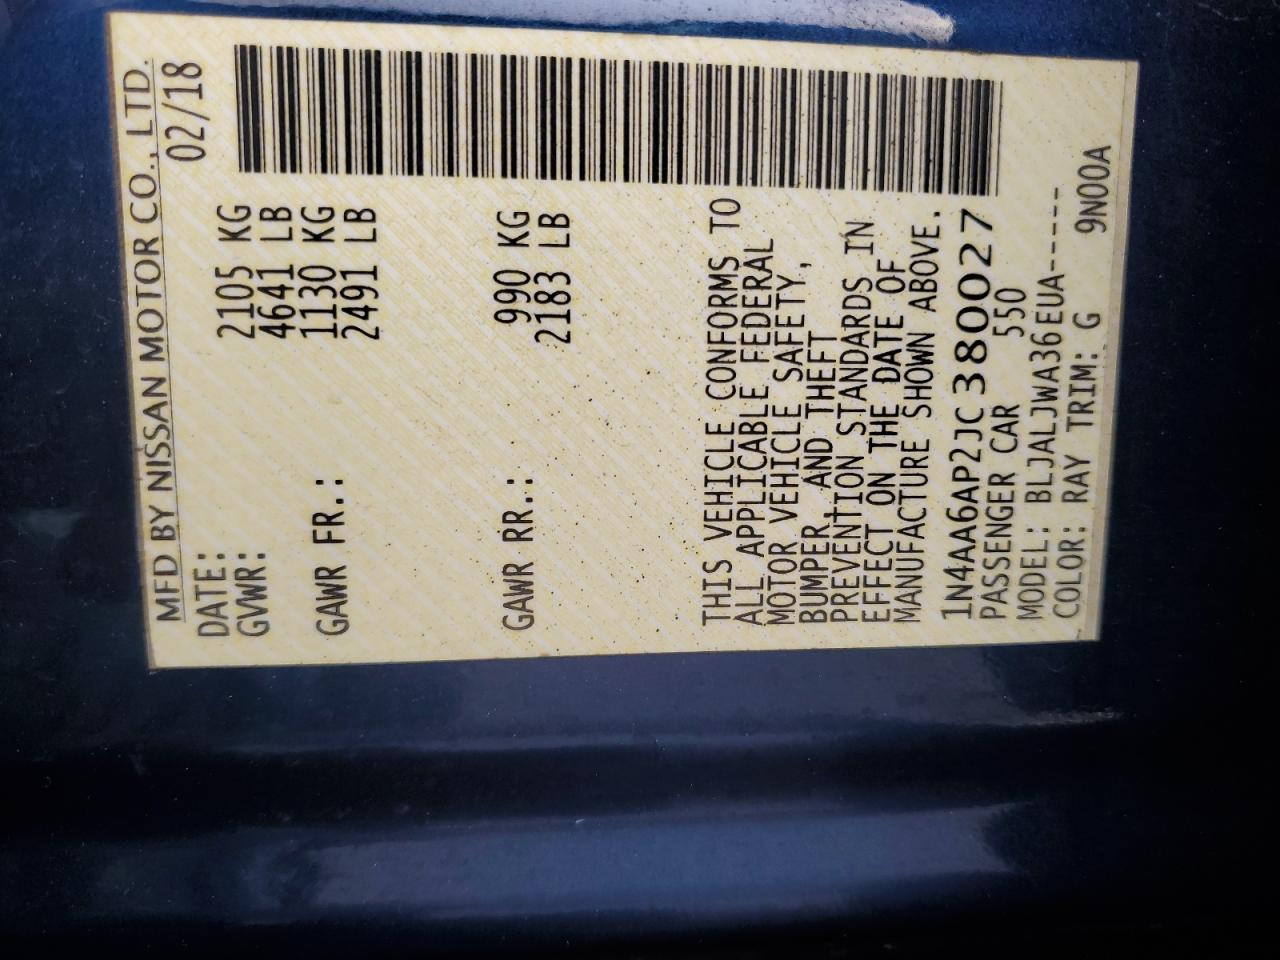 MFD BY NISSAN MOTOR CO., LTD.
DATE: 02/18
GVWR: 2105 KG
4641 LB
GAWR FR.: 1130 KG
2491 LB
GAWR RR.: 990 KG
2183 LB
THIS VEHICLE CONFORMS TO
ALL APPLICABLE FEDERAL
MOTOR VEHICLE SAFETY,
BUMPER, AND THEFT
PREVENTION STANDARDS IN
EFFECT ON THE DATE OF
MANUFACTURE SHOWN ABOVE.
1N4AA6AP2JC380027
PASSENGER CAR 550
MODEL: BLJALJWA36EUA-----
COLOR: RAY TRIM: G 9N00A